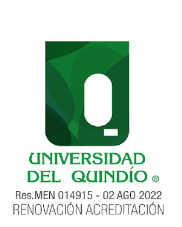 UNIVERSIDAD
DEL QUINDÍO ®
Res.MEN 014915 - 02 AGO 2022
RENOVACIÓN ACREDITACIÓN